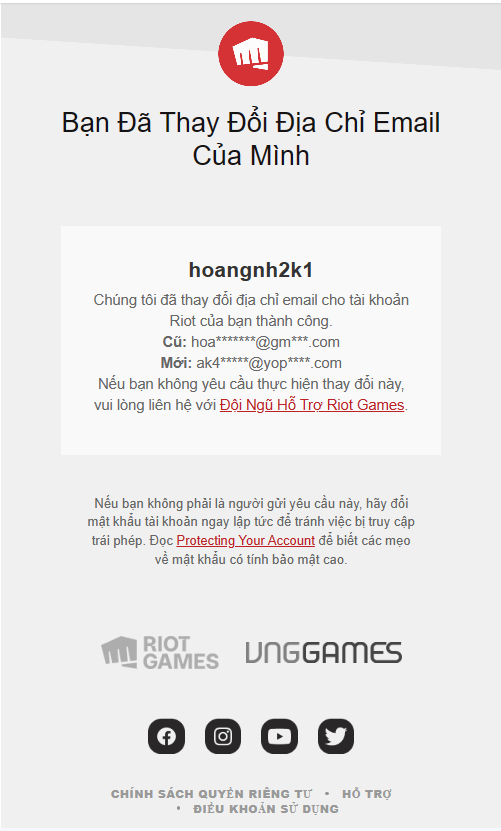 Bạn Đã Thay Đổi Địa Chỉ Email
Của Mình
hoangnh2k1
Chúng tôi đã thay đổi địa chỉ email cho tài khoản
Riot của bạn thành công.
Cũ: hoa*******@gm***.com
Mới: ak4*****@yop****.com
Nếu bạn không yêu cầu thực hiện thay đổi này,
vui lòng liên hệ với Đội Ngũ Hỗ Trợ Riot Games.
Nếu bạn không phải là người gửi yêu cầu này, hãy đổi
mật khẩu tài khoản ngay lập tức để tránh việc bị truy cập
trái phép. Đọc Protecting Your Account để biết các mẹo
về mật khẩu có tính bảo mật cao.
RIOT GAMES VNGGAMES
CHÍNH SÁCH QUYỀN RIÊNG TƯ • HỖ TRỢ
• ĐIỀU KHOẢN SỬ DỤNG